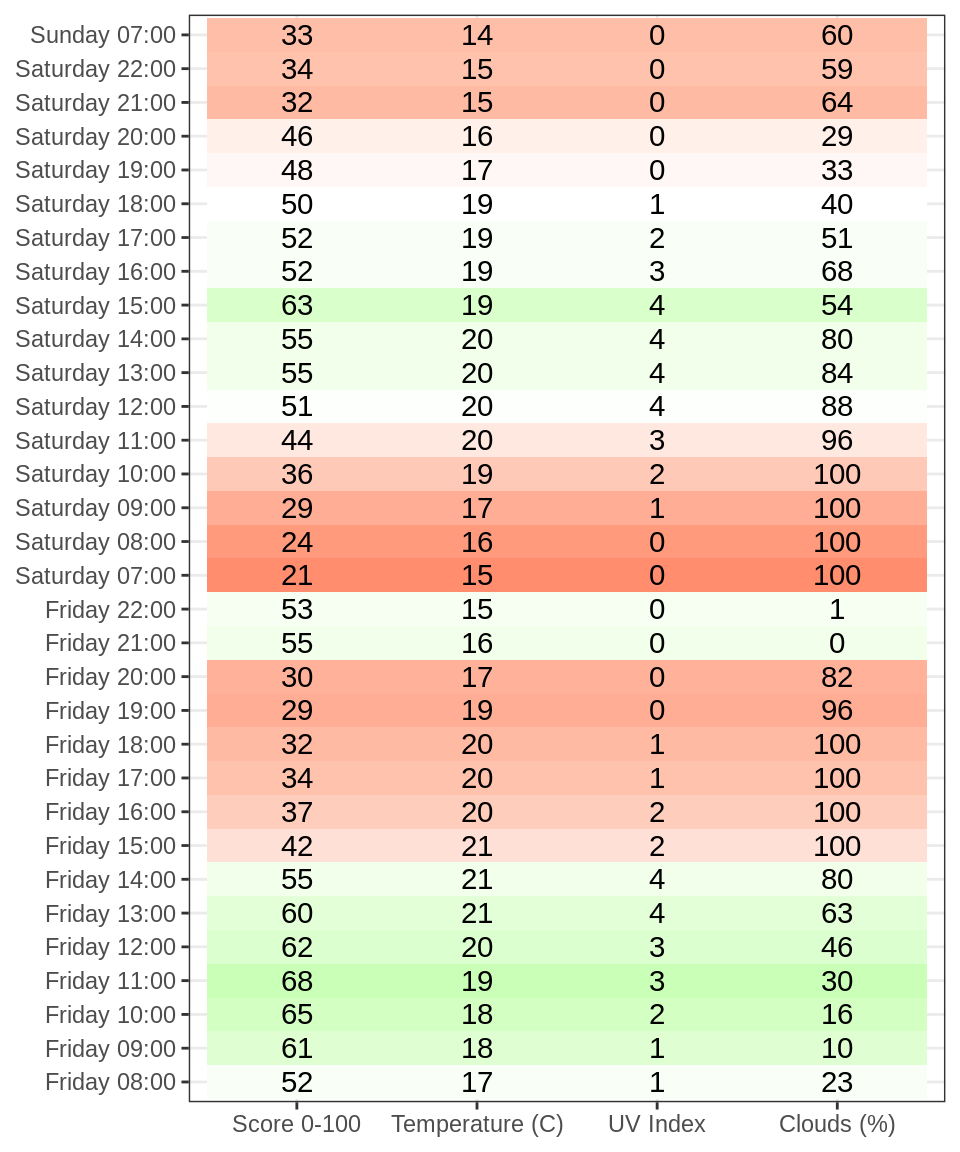 Sunday 07:00 33 14 0 60
Saturday 22:00 34 15 0 59
Saturday 21:00 32 15 0 64
Saturday 20:00 46 16 0 29
Saturday 19:00 48 17 0 33
Saturday 18:00 50 19 1 40
Saturday 17:00 52 19 2 51
Saturday 16:00 52 19 3 68
Saturday 15:00 63 19 4 54
Saturday 14:00 55 20 4 80
Saturday 13:00 55 20 4 84
Saturday 12:00 51 20 4 88
Saturday 11:00 44 20 3 96
Saturday 10:00 36 19 2 100
Saturday 09:00 29 17 1 100
Saturday 08:00 24 16 0 100
Saturday 07:00 21 15 0 100
Friday 22:00 53 15 0 1
Friday 21:00 55 16 0 0
Friday 20:00 30 17 0 82
Friday 19:00 29 19 0 96
Friday 18:00 32 20 1 100
Friday 17:00 34 20 1 100
Friday 16:00 37 20 2 100
Friday 15:00 42 21 2 100
Friday 14:00 55 21 4 80
Friday 13:00 60 21 4 63
Friday 12:00 62 20 3 46
Friday 11:00 68 19 3 30
Friday 10:00 65 18 2 16
Friday 09:00 61 18 1 10
Friday 08:00 52 17 1 23
Score 0-100 Temperature (C) UV Index Clouds (%)